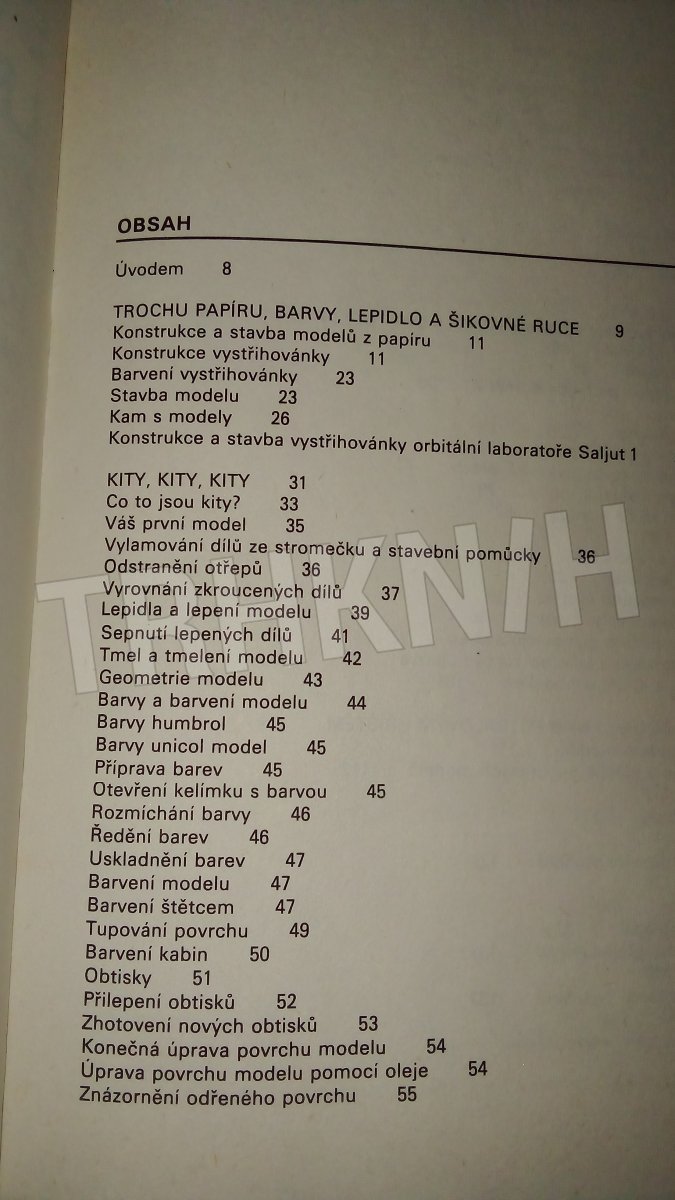 OBSAH
Úvodem 8
TROCHU PAPÍRU, BARVY, LEPIDLO A ŠIKOVNÉ RUCE 9
Konstrukce a stavba modelů z papíru 11
Konstrukce vystřihovánky 11
Barvení vystřihovánky 23
Stavba modelu 23
Kam s modely 26
Konstrukce a stavba vystřihovánky orbitální laboratoře Saljut 1
KITY, KITY, KITY 31
Co to jsou kity? 33
Váš první model 35
Vylamování dílů ze stromečku a stavební pomůcky 36
Odstranění otřepů 36
Vyrovnání zkroucených dílů 37
Lepidla a lepení modelu 39
Sepnutí lepených dílů 41
Tmel a tmelení modelu 42
Geometrie modelu 43
Barvy a barvení modelu 44
Barvy humbrol 45
Barvy unicol model 45
Příprava barev 45
Otevření kelímku s barvou 45
Rozmíchání barvy 46
Ředění barev 46
Uskladnění barev 47
Barvení modelu 47
Barvení štětcem 47
Tupování povrchu 49
Barvení kabin 50
Obtisky 51
Přilepení obtisků 52
Zhotovení nových obtisků 53
Konečná úprava povrchu modelu 54
Úprava povrchu modelu pomocí oleje 54
Znázornění odřeného povrchu 55
TRHKNIH